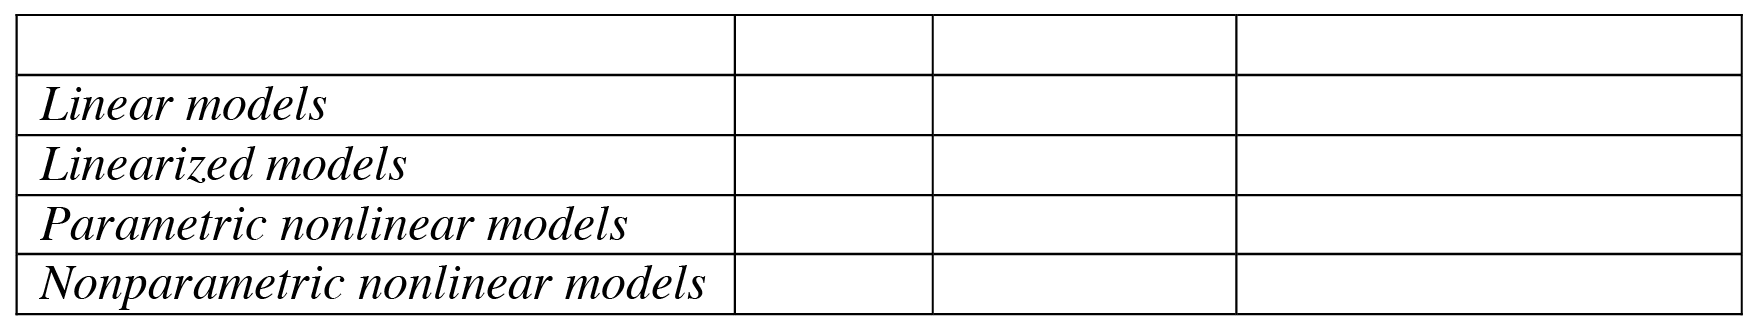 Linear models
Linearized models
Parametric nonlinear models
Nonparametric nonlinear models